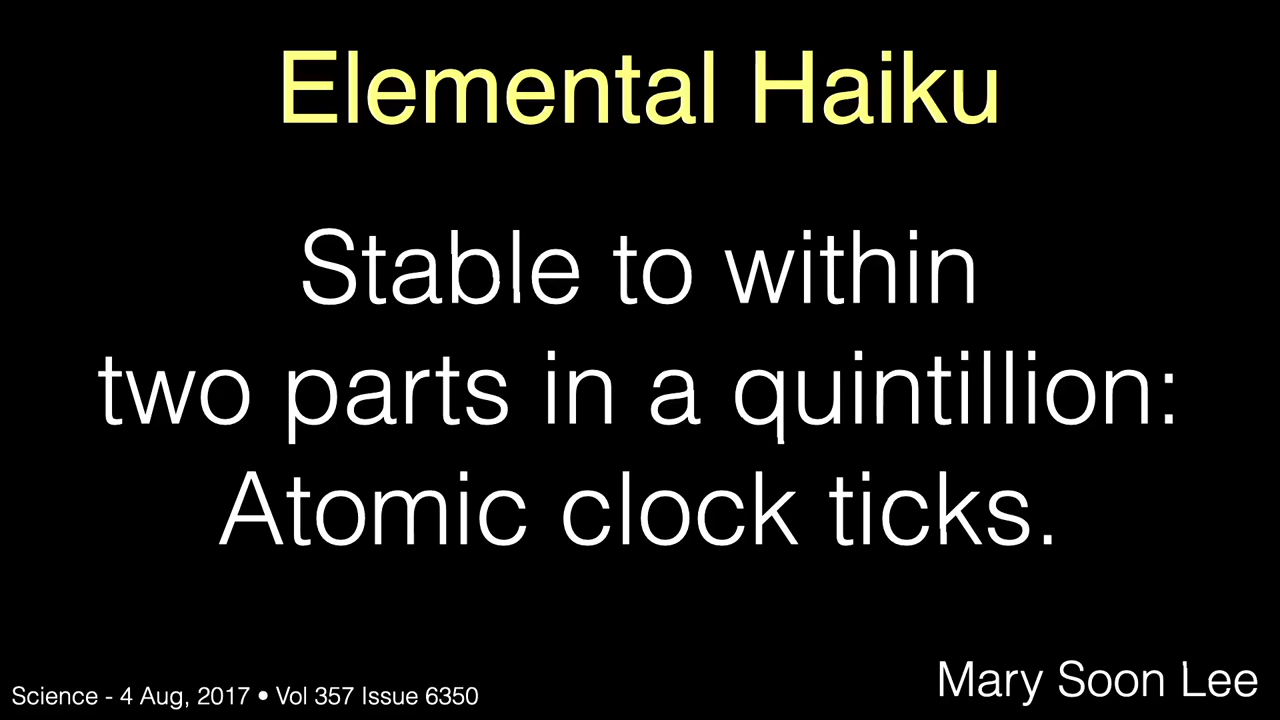 Elemental Haiku
Stable to within
two parts in a quintillion:
Atomic clock ticks.
Mary Soon Lee
Science - 4 Aug, 2017 • Vol 357 Issue 6350